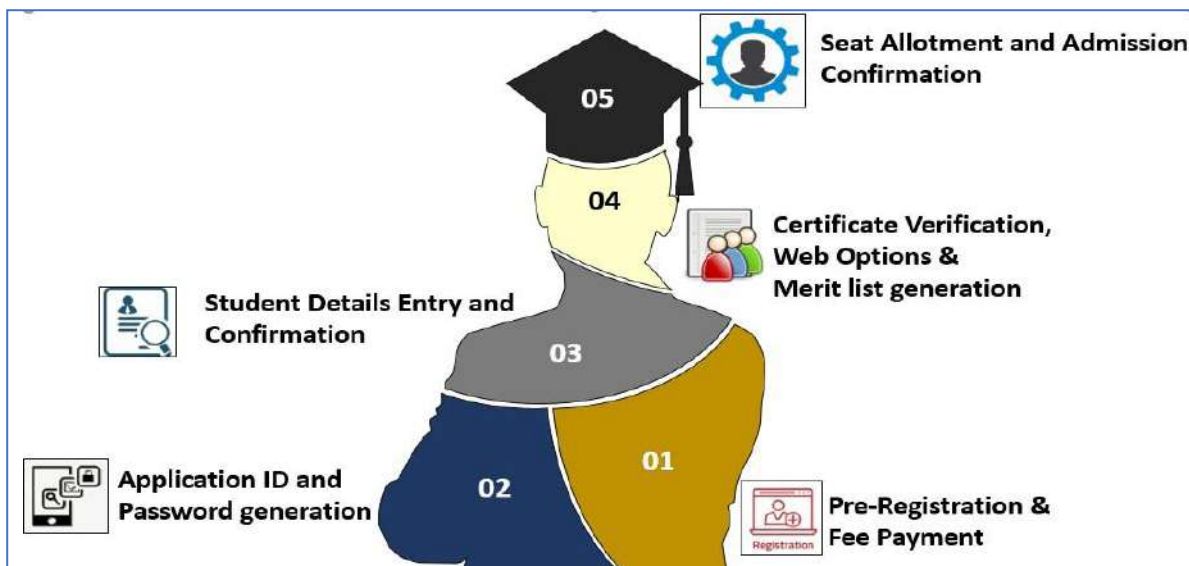 05
Seat Allotment and Admission
Confirmation
04
Certificate Verification,
Web Options &
Merit list generation
Student Details Entry and
Confirmation
03
Application ID and
Password generation
02
01
Registration
Pre-Registration &
Fee Payment